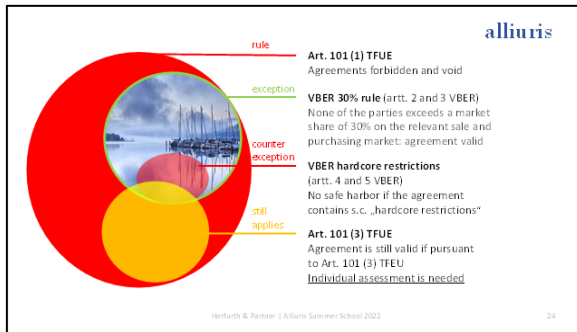 alliuris
rule
Art. 101 (1) TFUE
Agreements forbidden and void
exception
VBER 30% rule (artt. 2 and 3 VBER)
None of the parties exceeds a market
share of 30% on the relevant sale and
purchasing market: agreement valid
counter
exception
VBER hardcore restrictions
(artt. 4 and 5 VBER)
No safe harbor if the agreement
contains s.c. „hardcore restrictions“
still
applies
Art. 101 (3) TFUE
Agreement is still valid if pursuant
to Art. 101 (3) TFEU
Individual assessment is needed
Herfurth & Partner | Alliuris Summer School 2022
24